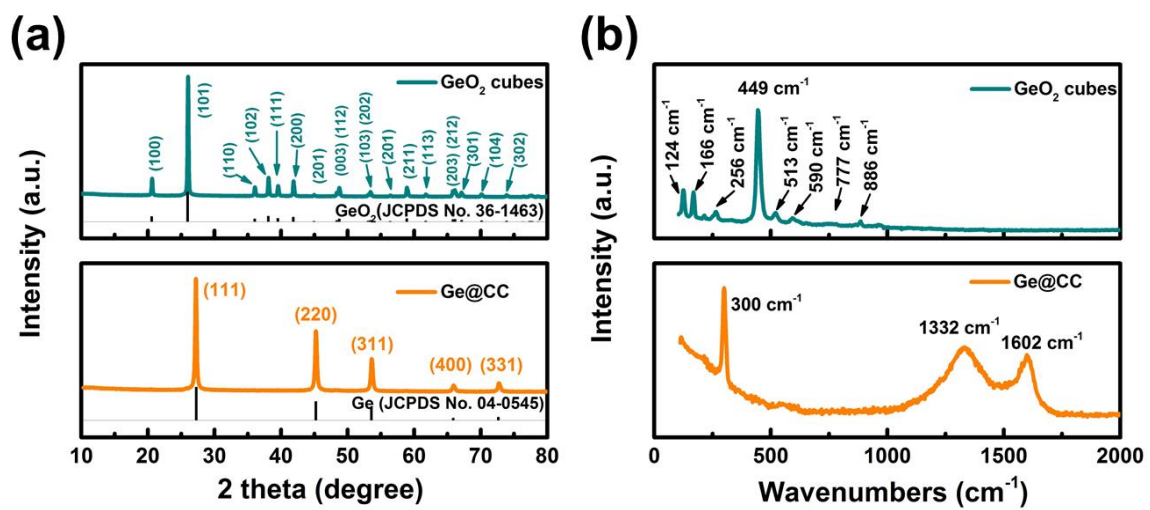 (a)
Intensity (a.u.)
GeO₂ cubes
(100)
(101)
(110)
(102)
(111)
(200)
(201)
(003) (112)
(103) (202)
(201)
(211)
(113)
(203) (212)
(301)
(104)
(302)
GeO₂(JCPDS No. 36-1463)
Ge@CC
(111)
(220)
(311)
(400)
(331)
Ge (JCPDS No. 04-0545)
10 20 30 40 50 60 70 80
2 theta (degree)
(b)
Intensity (a.u.)
GeO₂ cubes
124 cm⁻¹
166 cm⁻¹
256 cm⁻¹
449 cm⁻¹
513 cm⁻¹
590 cm⁻¹
777 cm⁻¹
886 cm⁻¹
Ge@CC
300 cm⁻¹
1332 cm⁻¹
1602 cm⁻¹
0 500 1000 1500 2000
Wavenumbers (cm⁻¹)